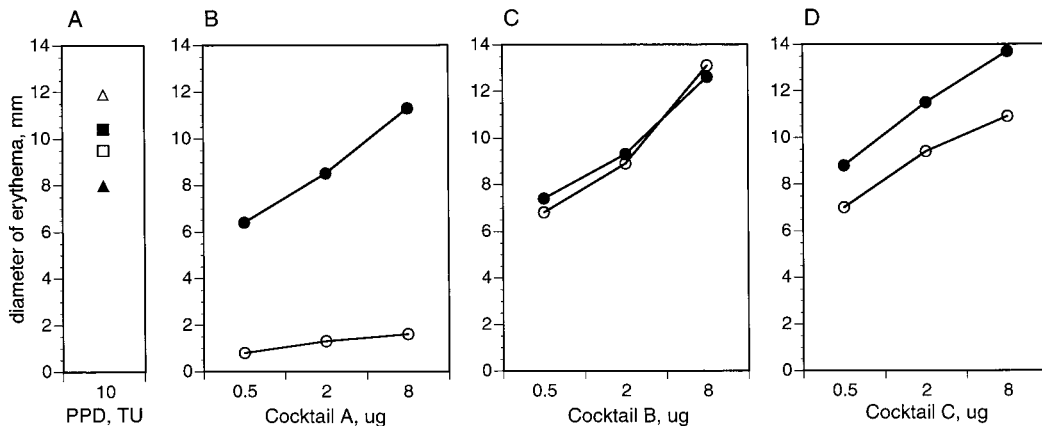 A B C D
14 14 14 14
12 12 12 12
10 10 10 10
8 8 8 8
6 6 6 6
4 4 4 4
2 2 2 2
0 0 0 0
diameter of erythema, mm
10 0.5 2 8 0.5 2 8 0.5 2 8
PPD, TU Cocktail A, ug Cocktail B, ug Cocktail C, ug